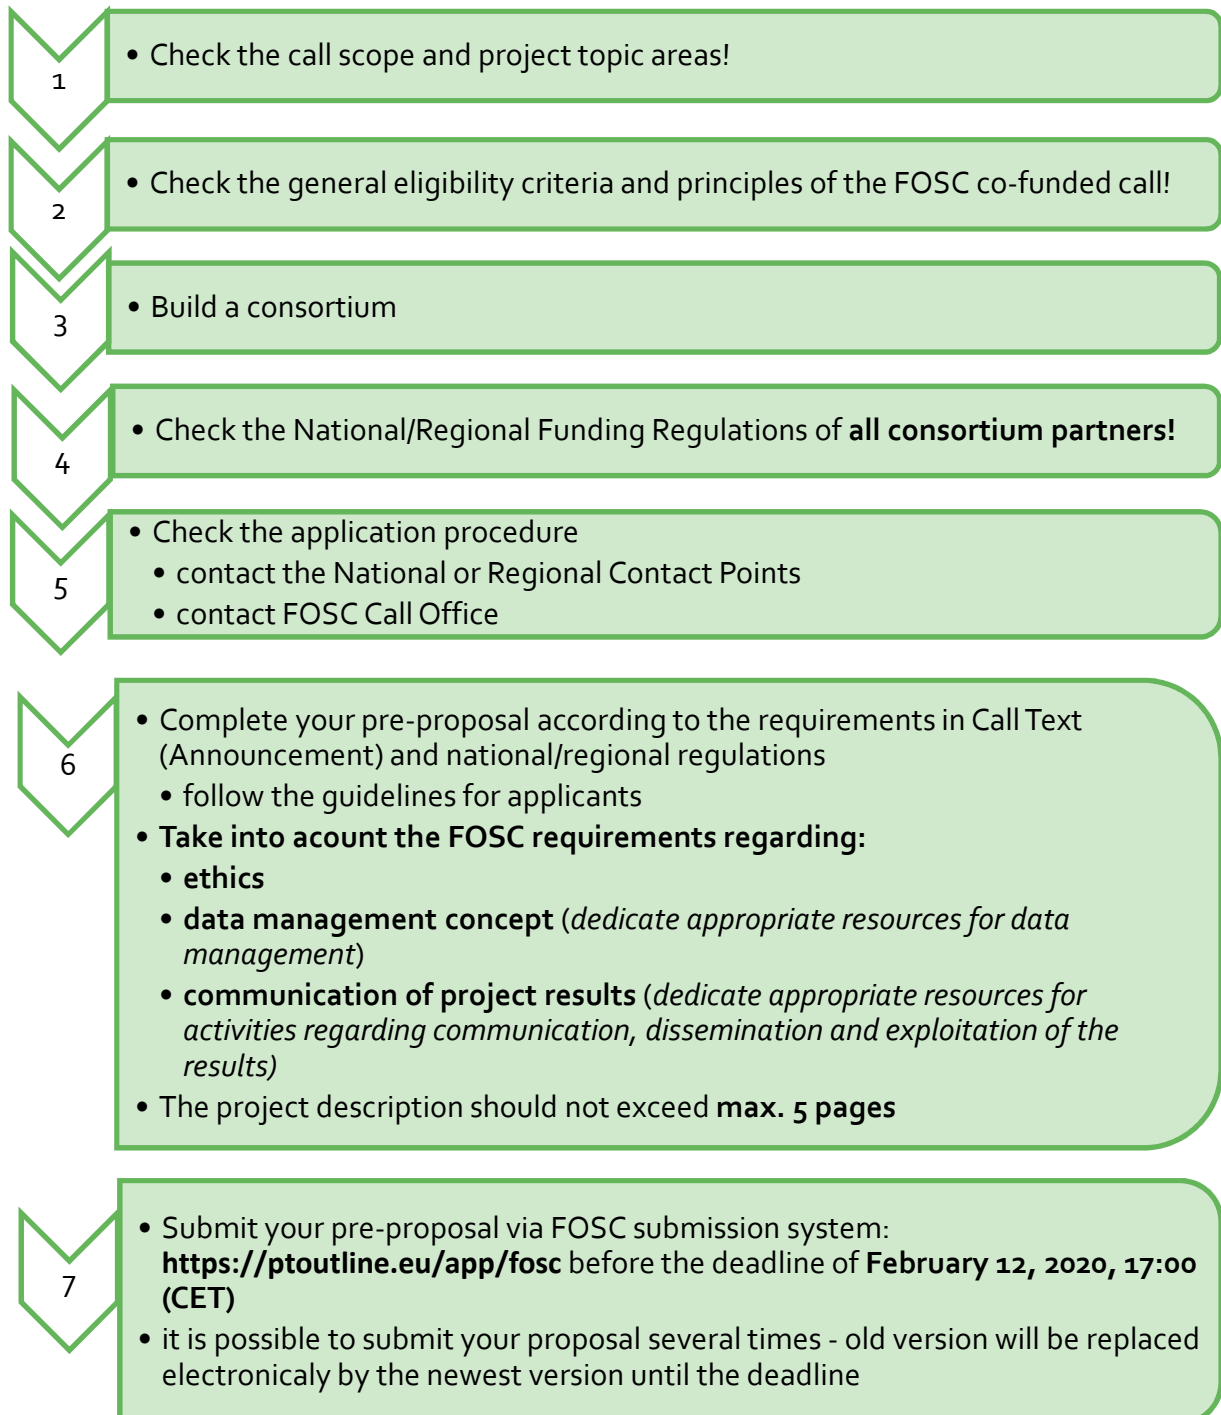 1
• Check the call scope and project topic areas!
2
• Check the general eligibility criteria and principles of the FOSC co-funded call!
3
• Build a consortium
4
• Check the National/Regional Funding Regulations of all consortium partners!
5
• Check the application procedure
• contact the National or Regional Contact Points
• contact FOSC Call Office
6
• Complete your pre-proposal according to the requirements in Call Text
(Announcement) and national/regional regulations
• follow the guidelines for applicants
• Take into acount the FOSC requirements regarding:
• ethics
• data management concept (dedicate appropriate resources for data
management)
• communication of project results (dedicate appropriate resources for
activities regarding communication, dissemination and exploitation of the
results)
• The project description should not exceed max. 5 pages
7
• Submit your pre-proposal via FOSC submission system:
https://ptoutline.eu/app/fosc before the deadline of February 12, 2020, 17:00
(CET)
• it is possible to submit your proposal several times - old version will be replaced
electronicaly by the newest version until the deadline